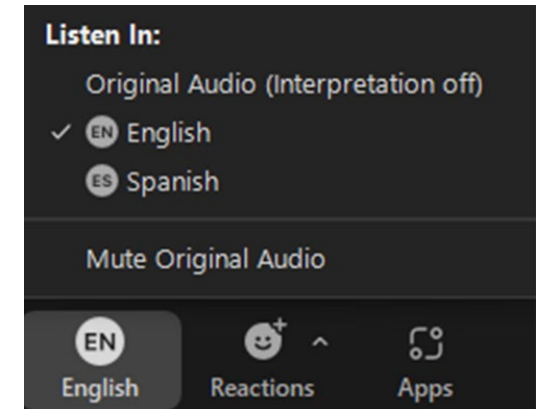 Listen In:
Original Audio (Interpretation off)
EN English
ES Spanish
Mute Original Audio
EN
English Reactions Apps